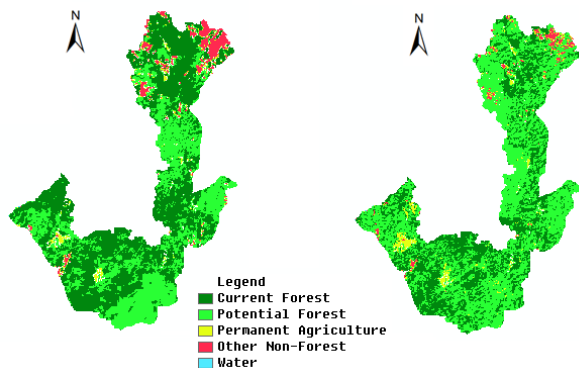 N
N
Legend
Current Forest
Potential Forest
Permanent Agriculture
Other Non-Forest
Water